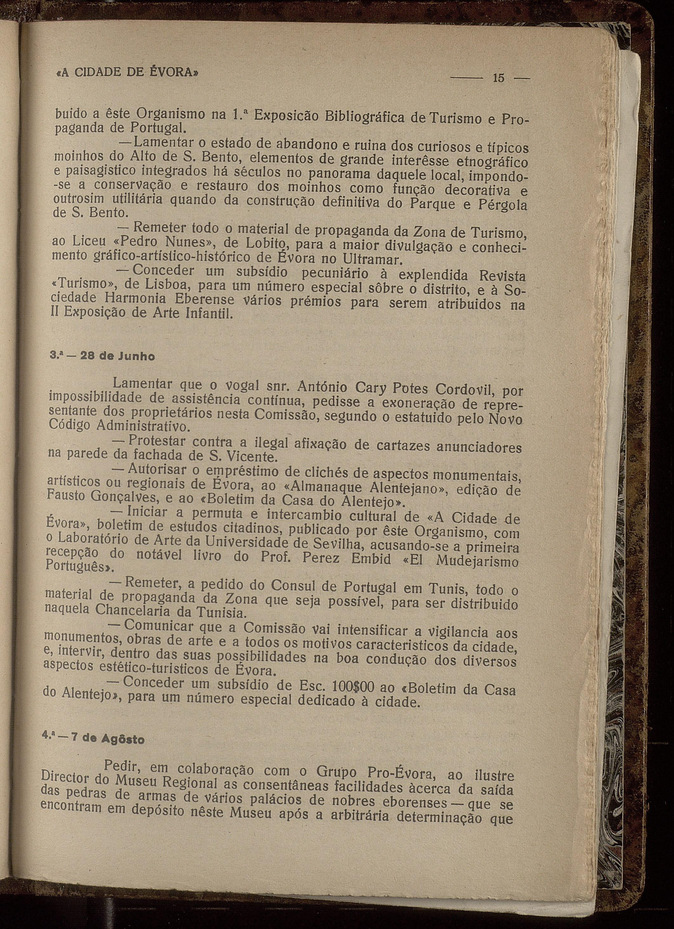 «A CIDADE DE ÉVORA» —— 15 —
buido a êste Organismo na 1.ª Exposicão Bibliográfica de Turismo e Pro-
paganda de Portugal.
— Lamentar o estado de abandono e ruina dos curiosos e típicos
moinhos do Alto de S. Bento, elementos de grande interêsse etnográfico
e paisagistico integrados há séculos no panorama daquele local, impondo-
-se a conservação e restauro dos moinhos como função decorativa e
outrosim utilitária quando da construção definitiva do Parque e Pérgola
de S. Bento.
— Remeter todo o material de propaganda da Zona de Turismo,
ao Liceu «Pedro Nunes», de Lobito, para a maior divulgação e conheci-
mento gráfico-artístico-histórico de Évora no Ultramar.
— Conceder um subsídio pecuniário à explendida Revista
«Turismo», de Lisboa, para um número especial sôbre o distrito, e à So-
ciedade Harmonia Eberense vários prémios para serem atribuidos na
II Exposição de Arte Infantil.
3.ª — 28 de Junho
Lamentar que o vogal snr. António Cary Potes Cordovil, por
impossibilidade de assistência contínua, pedisse a exoneração de repre-
sentante dos proprietários nesta Comissão, segundo o estatuido pelo Novo
Código Administrativo.
— Protestar contra a ilegal afixação de cartazes anunciadores
na parede da fachada de S. Vicente.
— Autorisar o empréstimo de clichés de aspectos monumentais,
artísticos ou regionais de Évora, ao «Almanaque Alentejano», edição de
Fausto Gonçalves, e ao «Boletim da Casa do Alentejo».
— Iniciar a permuta e intercambio cultural de «A Cidade de
Évora», boletim de estudos citadinos, publicado por êste Organismo, com
o Laboratório de Arte da Universidade de Sevilha, acusando-se a primeira
recepção do notável livro do Prof. Perez Embid «El Mudejarismo
Português».
— Remeter, a pedido do Consul de Portugal em Tunis, todo o
material de propaganda da Zona que seja possível, para ser distribuido
naquela Chancelaria da Tunisia.
— Comunicar que a Comissão vai intensificar a vigilancia aos
monumentos, obras de arte e a todos os motivos caracteristicos da cidade,
e, intervir, dentro das suas possibilidades na boa condução dos diversos
aspectos estético-turisticos de Évora.
— Conceder um subsídio de Esc. 100$00 ao «Boletim da Casa
do Alentejo», para um número especial dedicado à cidade.
4.ª — 7 de Agôsto
Pedir, em colaboração com o Grupo Pro-Évora, ao ilustre
Director do Museu Regional as consentâneas facilidades àcerca da saída
das pedras de armas de vários palácios de nobres eborenses — que se
encontram em depósito nêste Museu após a arbitrária determinação que